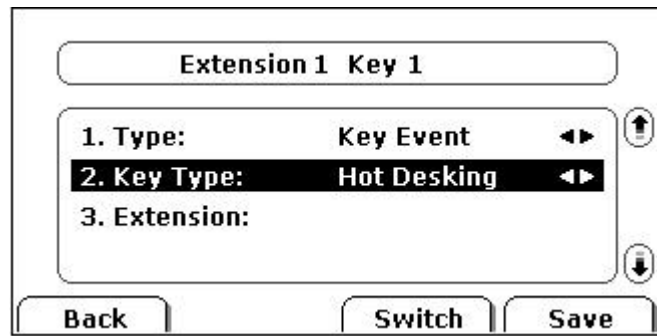 Extension 1 Key 1
1. Type: Key Event
2. Key Type: Hot Desking
3. Extension:
Back Switch Save